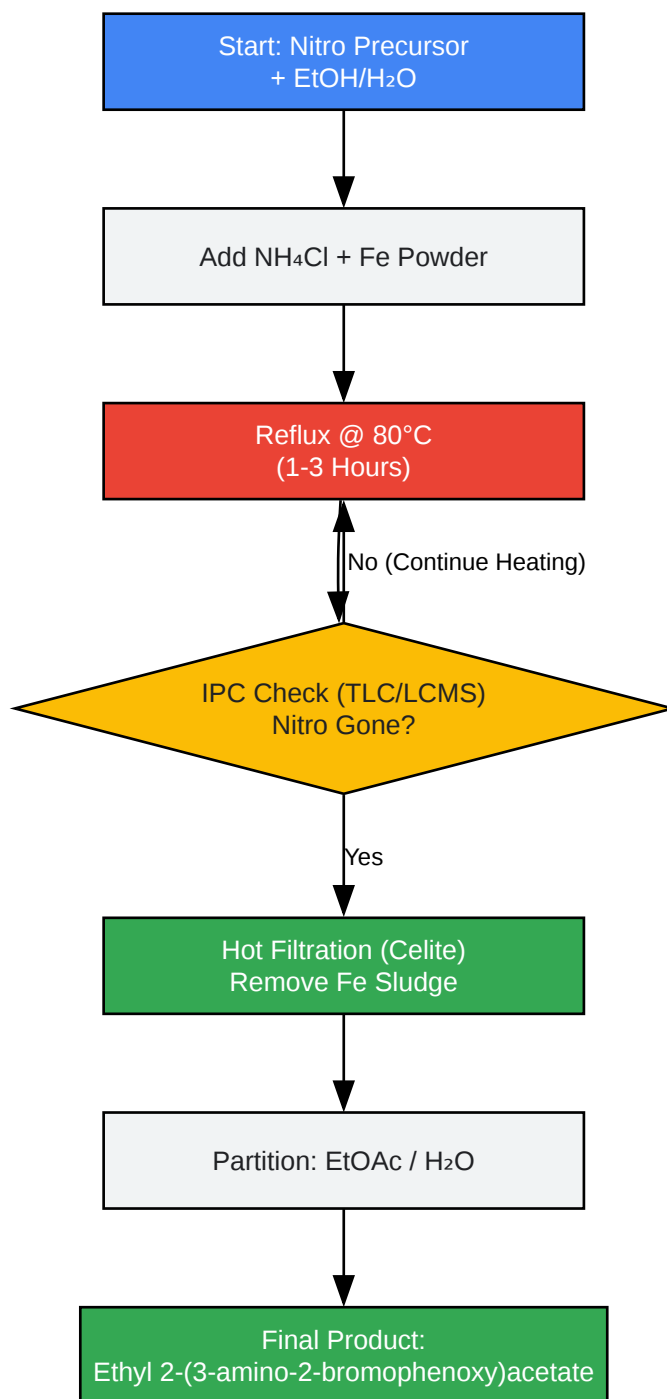 Start: Nitro Precursor
+ EtOH/H₂O
Add NH₄Cl + Fe Powder
Reflux @ 80°C
(1-3 Hours)
No (Continue Heating)
IPC Check (TLC/LCMS)
Nitro Gone?
Yes
Hot Filtration (Celite)
Remove Fe Sludge
Partition: EtOAc / H₂O
Final Product:
Ethyl 2-(3-amino-2-bromophenoxy)acetate